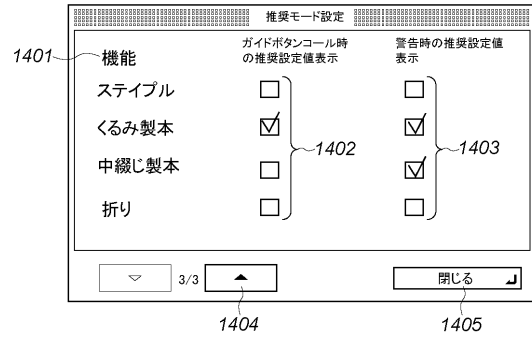 推奨モード設定
ガイドボタンコール時 警告時の推奨設定値
1401 機能 の推奨設定値表示 表示
ステイプル
くるみ製本
1402 1403
中綴じ製本
折り
▽ 3/3 ▲ 閉じる
1404 1405